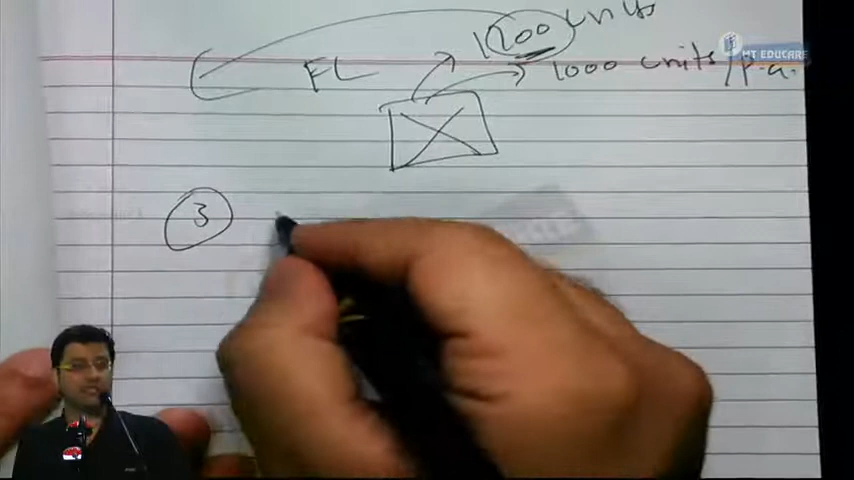 1200 units
MT EDUCARE
FL
1000 units/p.a.
3